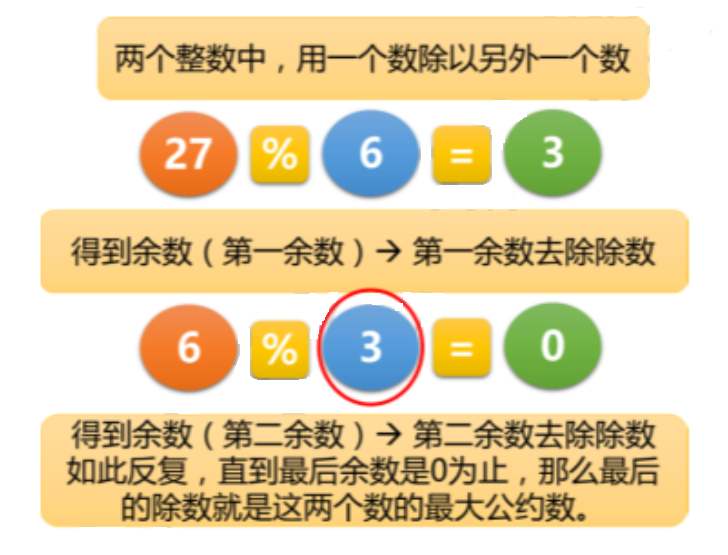 两个整数中，用一个数除以另外一个数
27 % 6 = 3
得到余数（第一余数）→ 第一余数去除除数
6 % 3 = 0
得到余数（第二余数）→ 第二余数去除除数
如此反复，直到最后余数是0为止，那么最后
的除数就是这两个数的最大公约数。